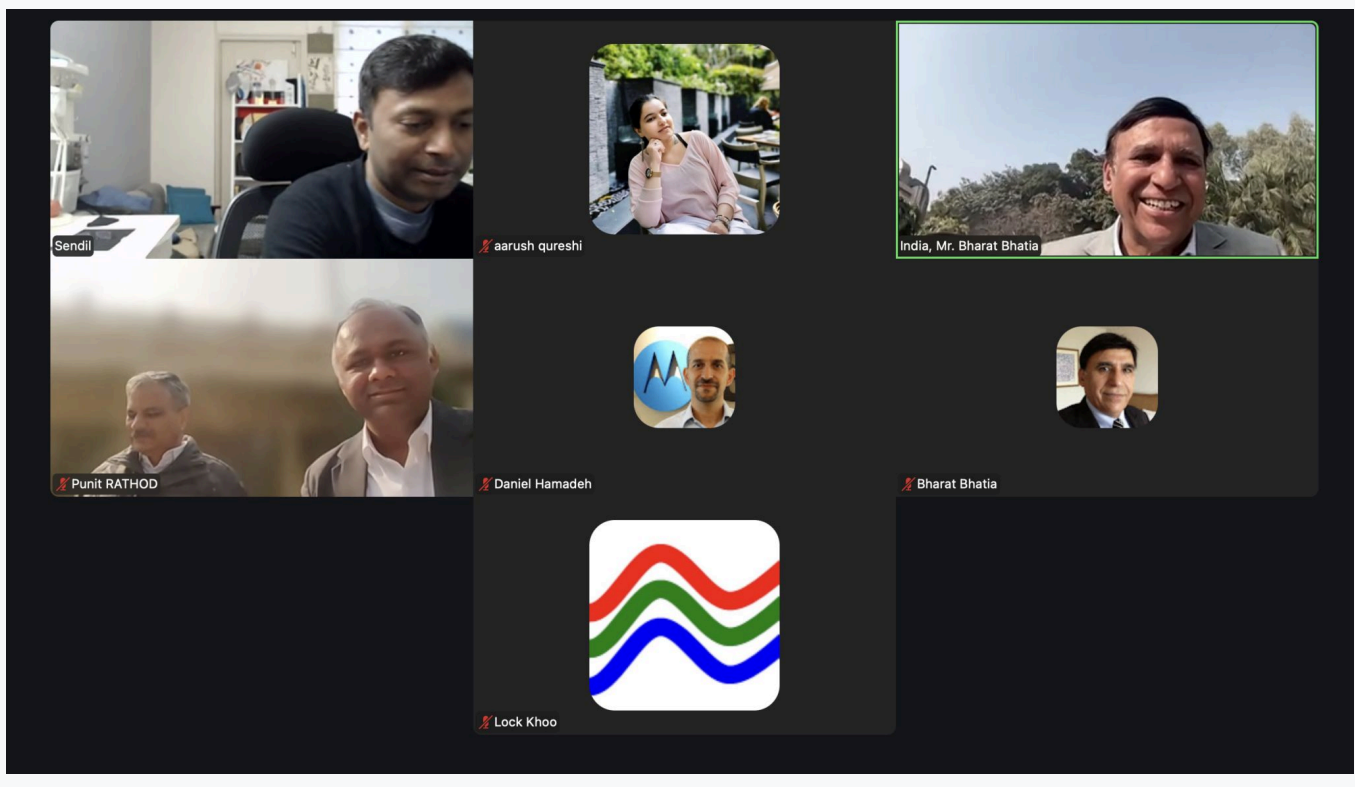 Sendil
aarush qureshi
India, Mr. Bharat Bhatia
Punit RATHOD
Daniel Hamadeh
Bharat Bhatia
Lock Khoo